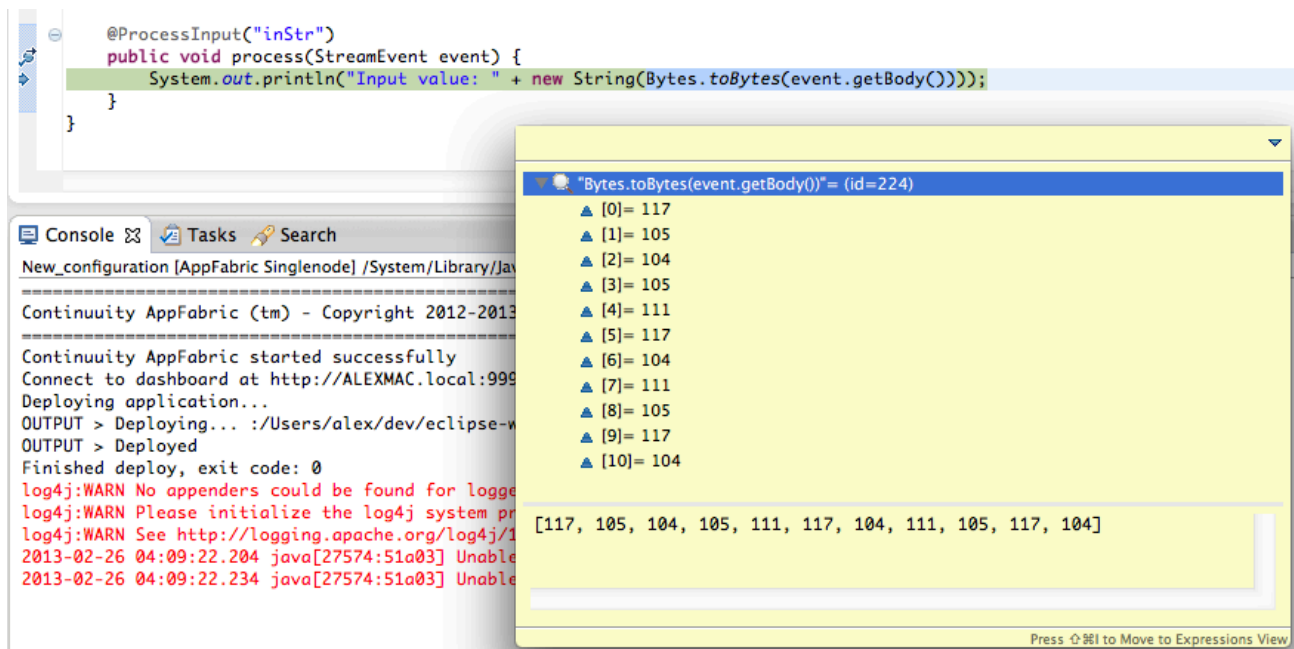 @ProcessInput("inStr")
public void process(StreamEvent event) {
System.out.println("Input value: " + new String(Bytes.toBytes(event.getBody())));
}
}
"Bytes.toBytes(event.getBody())"= (id=224)
[0]= 117
[1]= 105
[2]= 104
[3]= 105
[4]= 111
[5]= 117
[6]= 104
[7]= 111
[8]= 105
[9]= 117
[10]= 104
[117, 105, 104, 105, 111, 117, 104, 111, 105, 117, 104]
Press ⇧⌘I to Move to Expressions View
Console Tasks Search
New_configuration [AppFabric Singlenode] /System/Library/Jav
================================================
Continuuity AppFabric (tm) - Copyright 2012-2013
================================================
Continuuity AppFabric started successfully
Connect to dashboard at http://ALEXMAC.local:999
Deploying application...
OUTPUT > Deploying... :/Users/alex/dev/eclipse-w
OUTPUT > Deployed
Finished deploy, exit code: 0
log4j:WARN No appenders could be found for logge
log4j:WARN Please initialize the log4j system pr
log4j:WARN See http://logging.apache.org/log4j/1
2013-02-26 04:09:22.204 java[27574:51a03] Unable
2013-02-26 04:09:22.234 java[27574:51a03] Unable